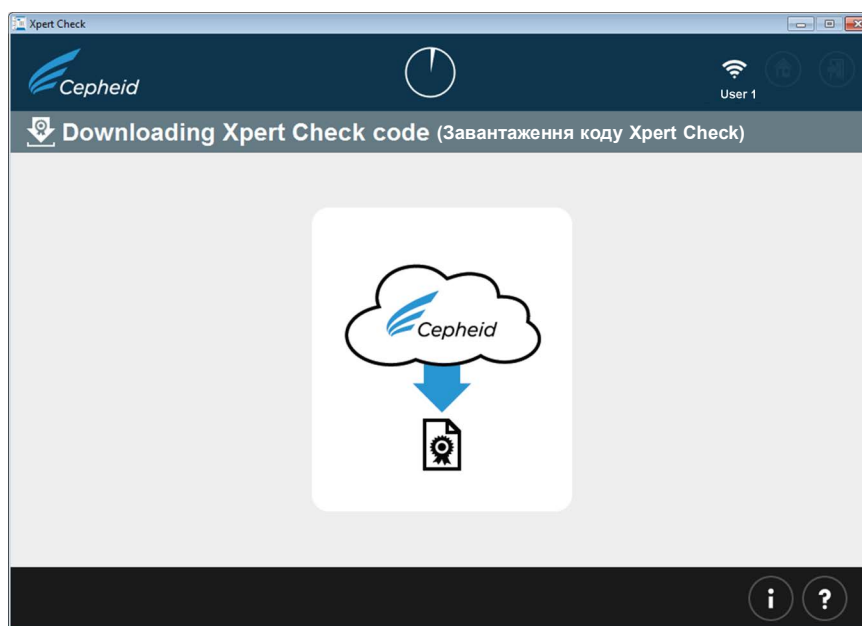 Xpert Check
Cepheid
User 1
Downloading Xpert Check code (Завантаження коду Xpert Check)
Cepheid
i ?